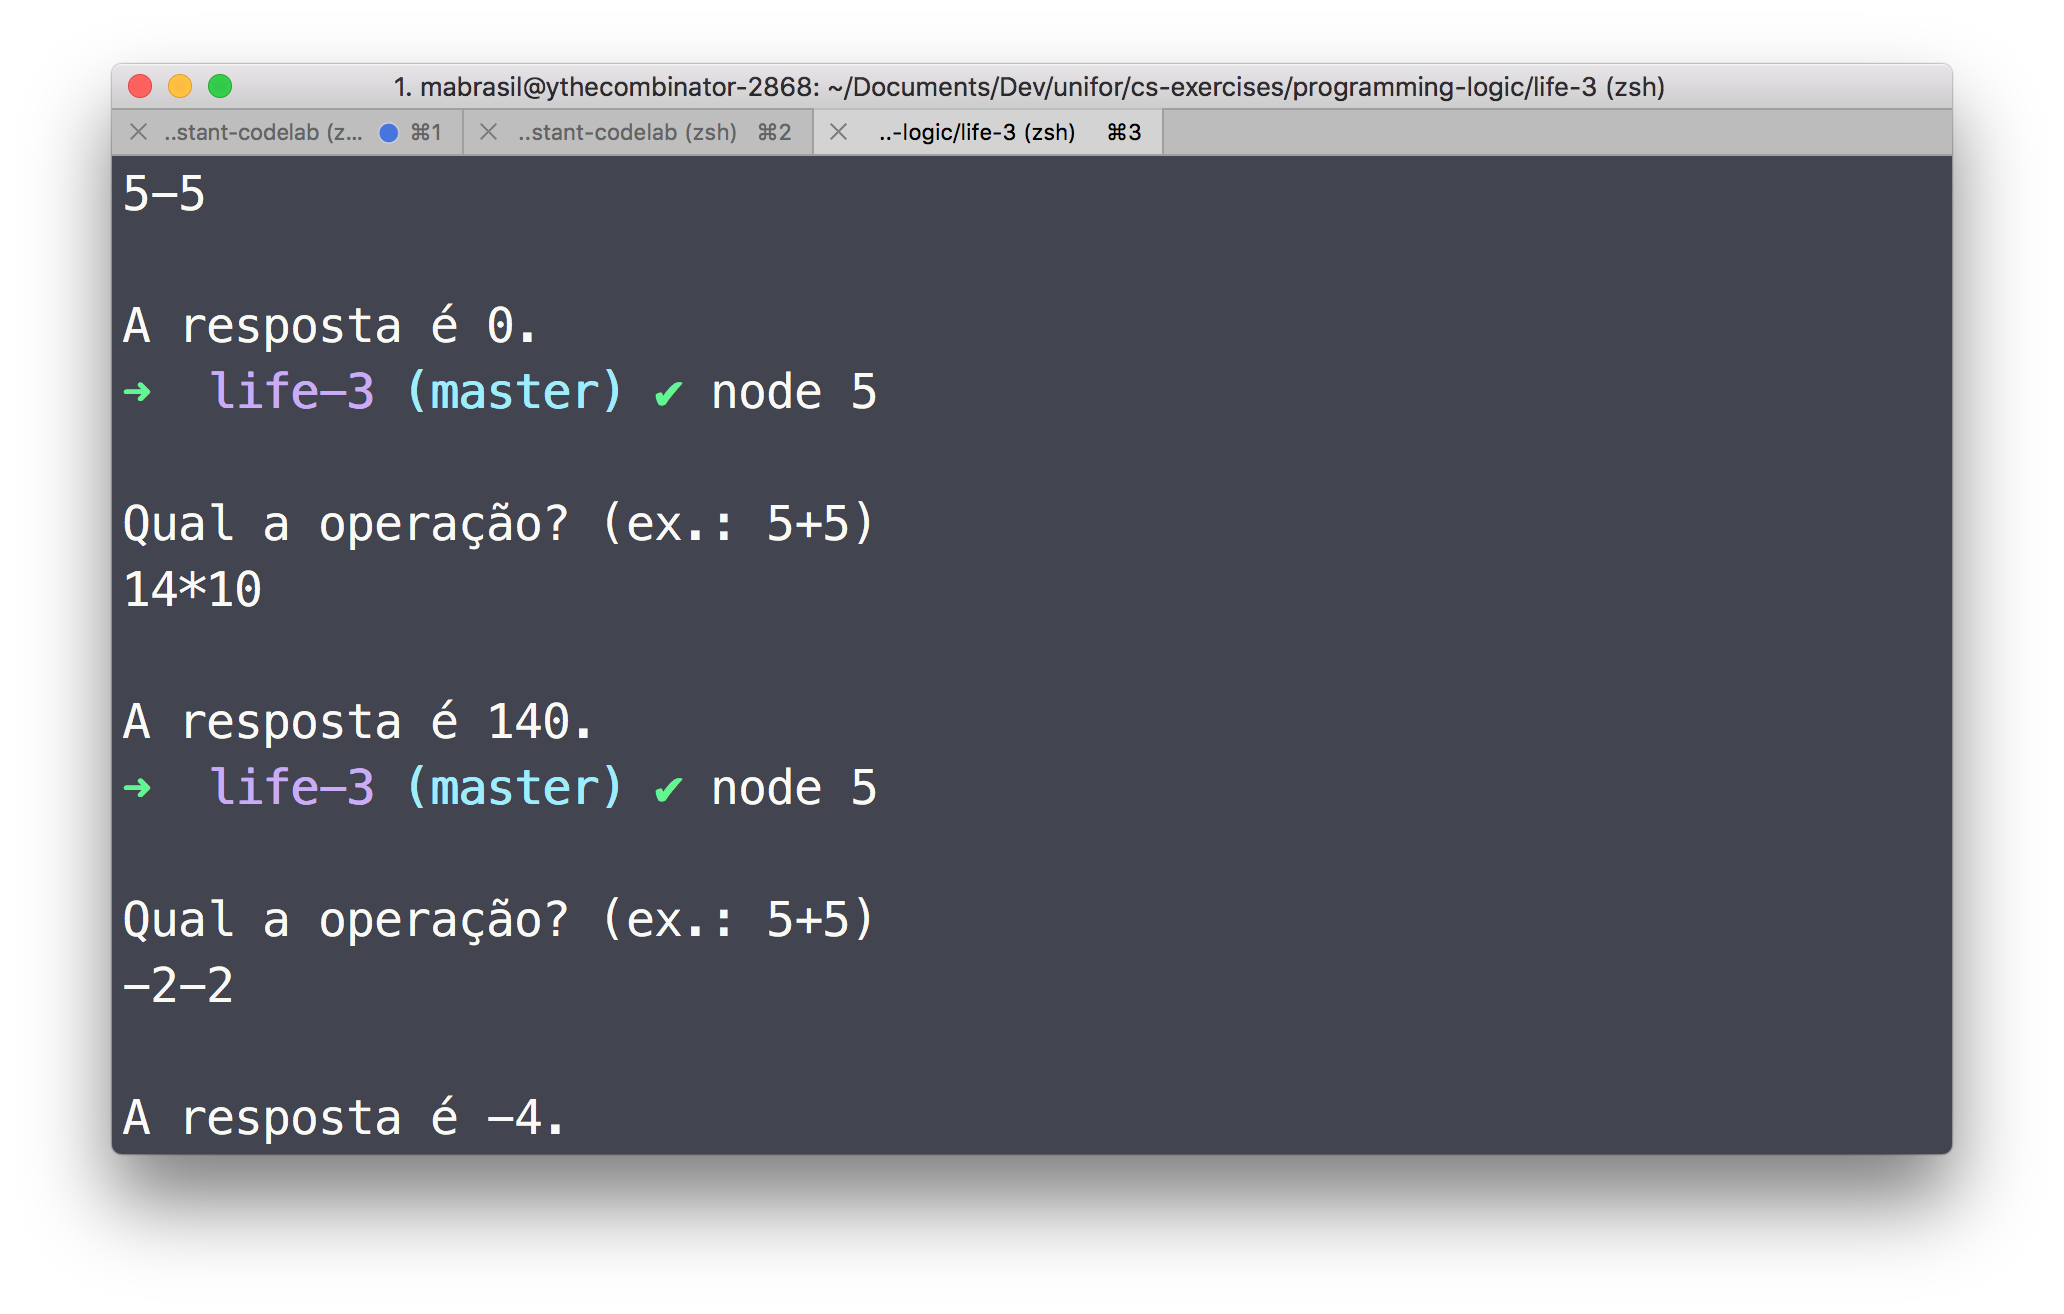 1. mabrasil@ythecombinator-2868: ~/Documents/Dev/unifor/cs-exercises/programming-logic/life-3 (zsh)
..stant-codelab (z... ⌘1 ..stant-codelab (zsh) ⌘2 ..-logic/life-3 (zsh) ⌘3
5-5
A resposta é 0.
➜ life-3 (master) ✔ node 5
Qual a operação? (ex.: 5+5)
14*10
A resposta é 140.
➜ life-3 (master) ✔ node 5
Qual a operação? (ex.: 5+5)
-2-2
A resposta é -4.